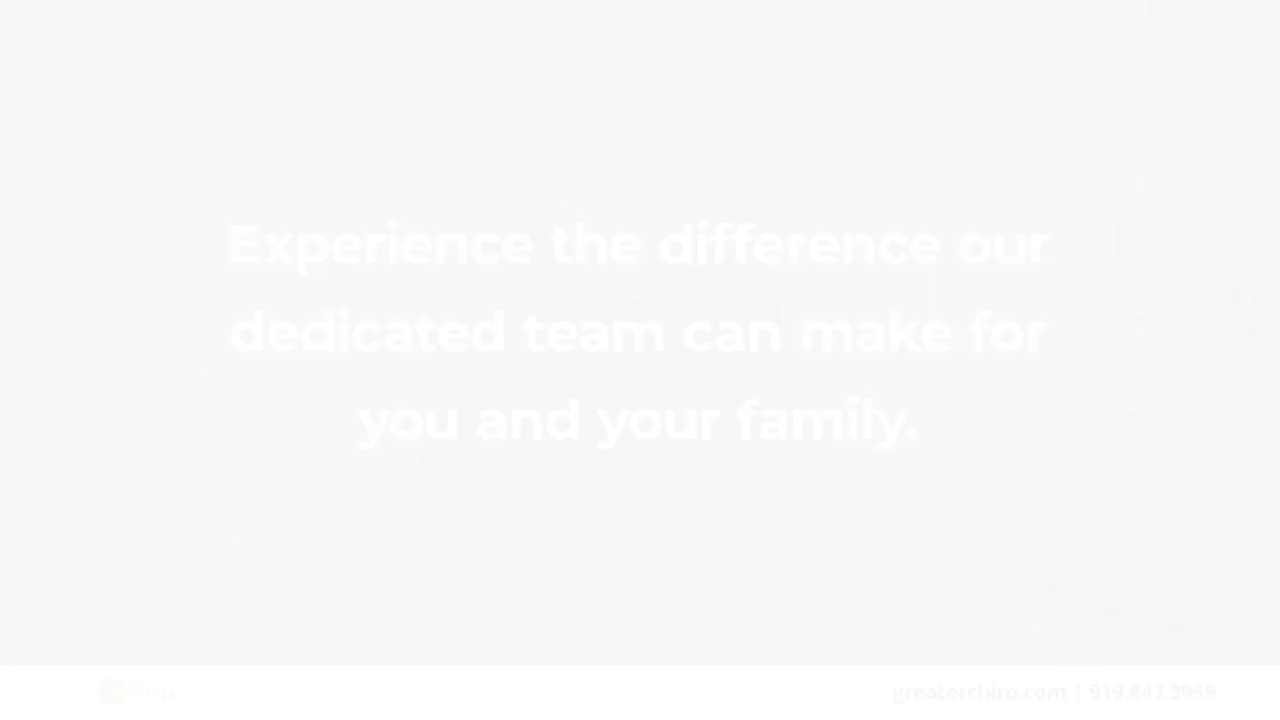 Experience the difference our
dedicated team can make for
you and your family.
greaterchiro.com | 919.847.3959